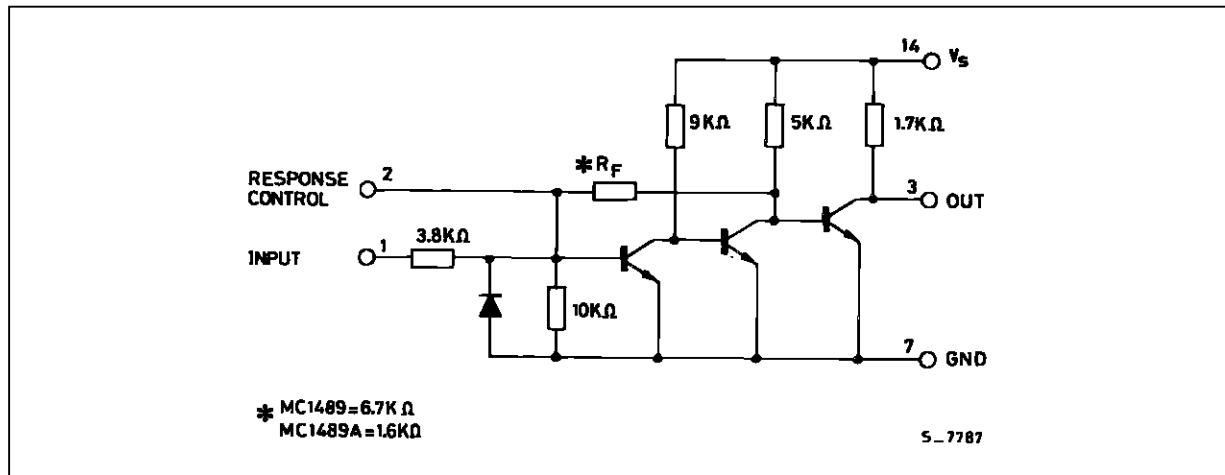 14
Vs
9KΩ
5KΩ
1.7KΩ
* RF
RESPONSE
CONTROL
2
3
OUT
3.8KΩ
INPUT
1
10KΩ
7
GND
* MC1489=6.7KΩ
MC1489A=1.6KΩ
S_7787